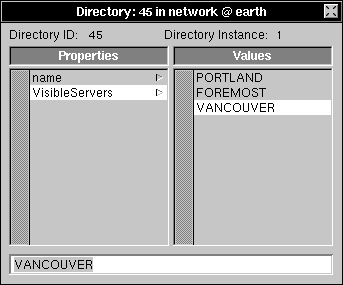 Directory: 45 in network @ earth
Directory ID: 45 Directory Instance: 1
Properties Values
name PORTLAND
VisibleServers FOREMOST
VANCOUVER
VANCOUVER